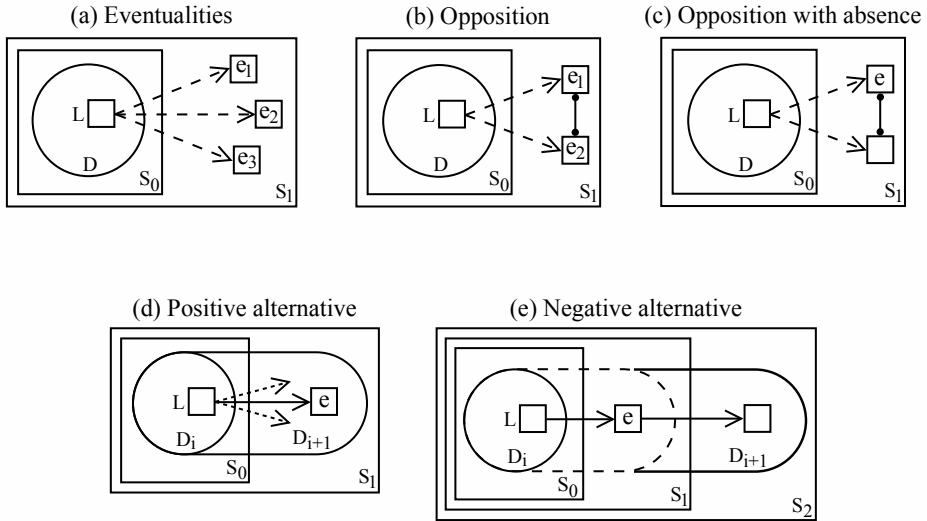 (a) Eventualities
(b) Opposition
(c) Opposition with absence
L
D
S0
e1
e2
e3
S1
L
D
S0
e1
e2
S1
L
D
S0
e
S1
(d) Positive alternative
(e) Negative alternative
L
Di
S0
e
Di+1
S1
L
Di
S0
e
S1
Di+1
S2